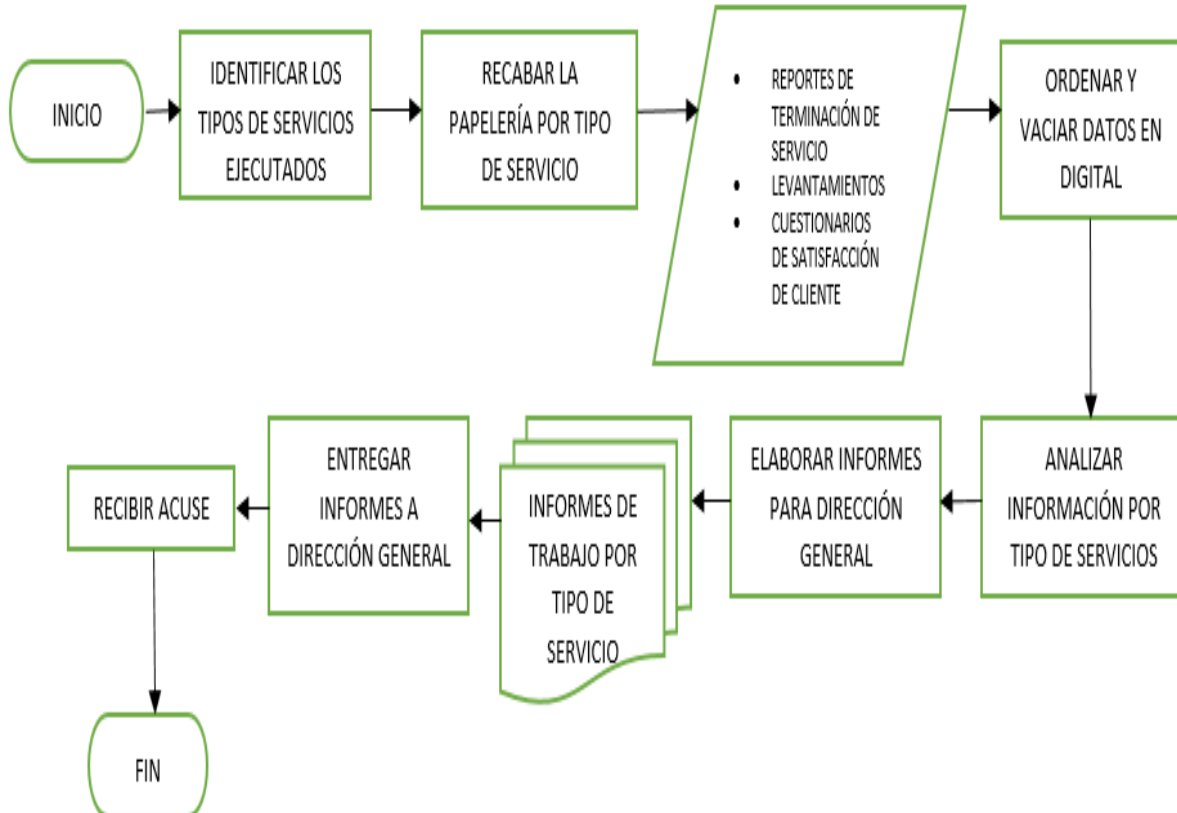 INICIO
IDENTIFICAR LOS
TIPOS DE SERVICIOS
EJECUTADOS
RECABAR LA
PAPELERÍA POR TIPO
DE SERVICIO
• REPORTES DE
TERMINACIÓN DE
SERVICIO
• LEVANTAMIENTOS
• CUESTIONARIOS
DE SATISFACCIÓN
DE CLIENTE
ORDENAR Y
VACIAR DATOS EN
DIGITAL
ANALIZAR
INFORMACIÓN POR
TIPO DE SERVICIOS
ELABORAR INFORMES
PARA DIRECCIÓN
GENERAL
INFORMES DE
TRABAJO POR
TIPO DE
SERVICIO
ENTREGAR
INFORMES A
DIRECCIÓN GENERAL
RECIBIR ACUSE
FIN